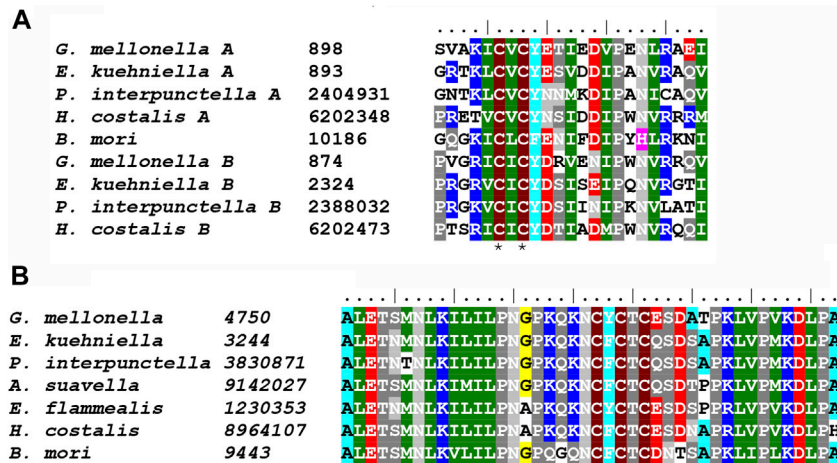 A
G. mellonella A 898 SVAKICVCYETIEDVPENLRAEI
E. kuehniella A 893 GRTKLCVCYESVDDIPANVRAQV
P. interpunctella A 2404931 GNTKLCVCYNNMKDIPANICAQV
H. costalis A 6202348 PRETVCVCYNSIDDIPWNVRRRM
B. mori 10186 GQGKICLCFENIFDIPYHLRKNI
G. mellonella B 874 PVGRICICYDRVENIPWNVRRQV
E. kuehniella B 2324 PRGRVCICYDSISEIPQNVRGTI
P. interpunctella B 2388032 PRGKVCICYDSIINIPKNVLATI
H. costalis B 6202473 PTSRICICYDTIADMPWNVRQQI
* *
B
G. mellonella 4750 ALETSMNLKILILPNGPKQKNCYCTCESDATPKLVPVKDLPA
E. kuehniella 3244 ALETNMNLKILILPNGPKQKNCFCTCQSDSAPKLVPMKDLPA
P. interpunctella 3830871 ALETNTNLKILILPNGPKQKNCFCTCQSDSAPKLVPMKDLPA
A. suavella 9142027 ALETSMNLKIMILPNGPKQKNCFCTCQSDTPPKLVPMKDLPA
E. flammealis 1230353 ALETNMNLKILILPNAPKQKNCYCTCESDSPPRLVPVKDLPA
H. costalis 8964107 ALETSMNLKILILPNAPKQKNCYCTCESDNAPRLVPVKDLPH
B. mori 9443 ALETSMNLKVLILPNGPQGQNCFCTCDNTSAPKLIPLKDLPA